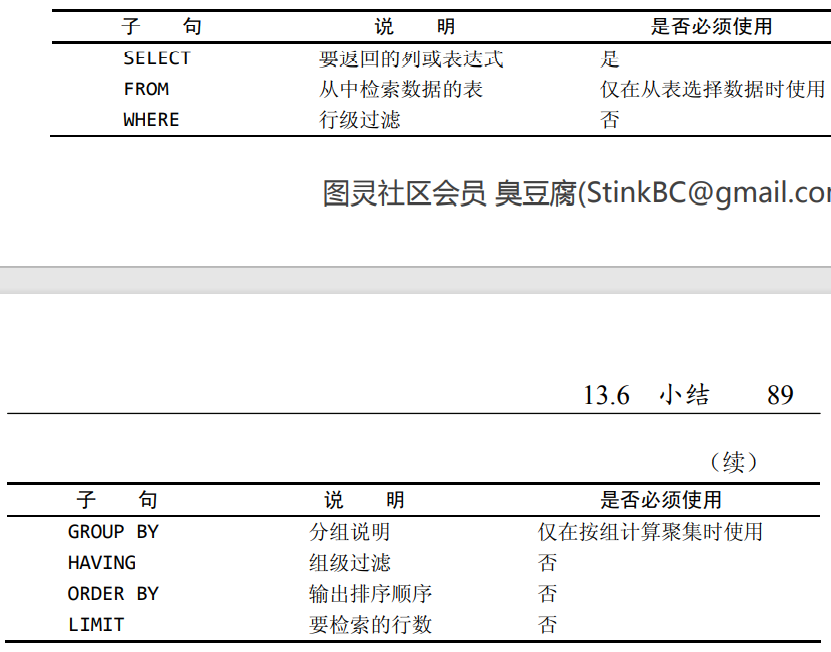 子 句 说 明 是否必须使用
SELECT 要返回的列或表达式 是
FROM 从中检索数据的表 仅在从表选择数据时使用
WHERE 行级过滤 否
图灵社区会员 臭豆腐(StinkBC@gmail.co
13.6 小结 89
（续）
子 句 说 明 是否必须使用
GROUP BY 分组说明 仅在按组计算聚集时使用
HAVING 组级过滤 否
ORDER BY 输出排序顺序 否
LIMIT 要检索的行数 否